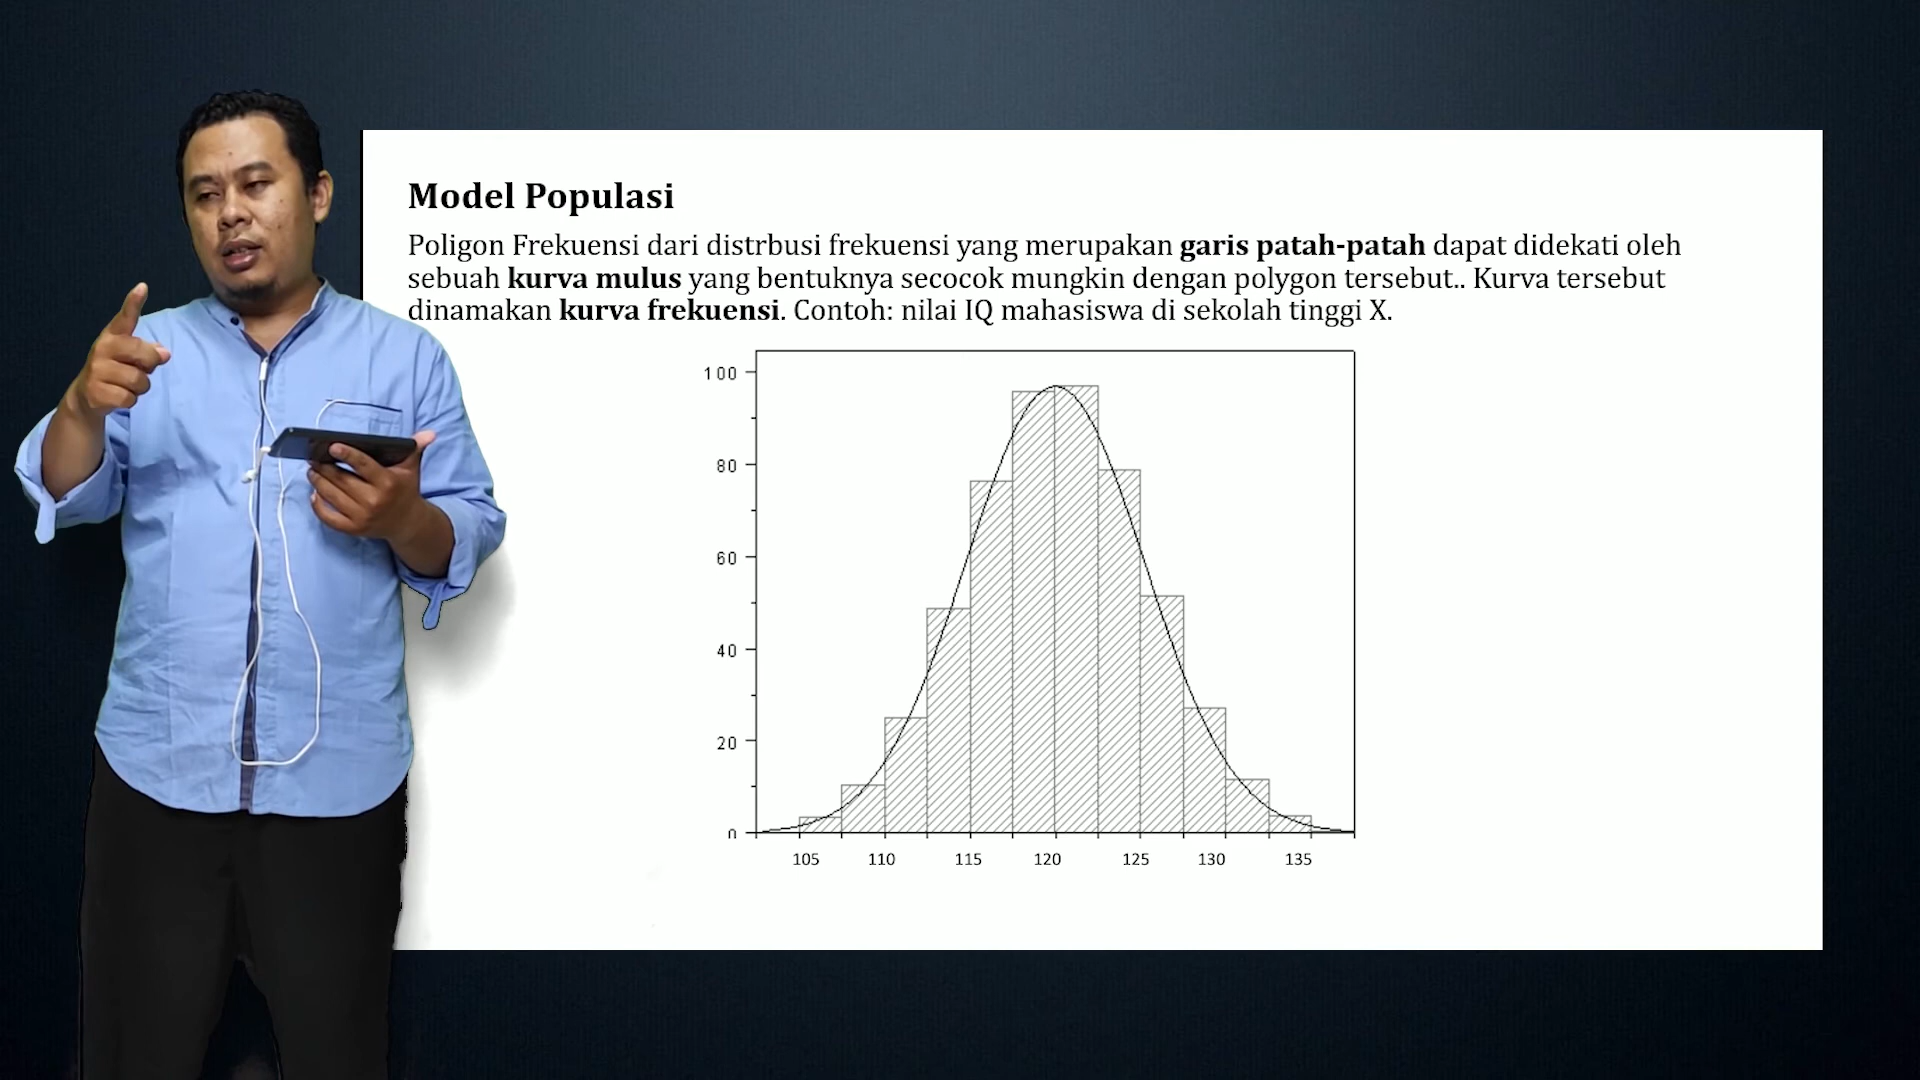 Model Populasi
Poligon Frekuensi dari distrbusi frekuensi yang merupakan garis patah-patah dapat didekati oleh
sebuah kurva mulus yang bentuknya secocok mungkin dengan polygon tersebut.. Kurva tersebut
dinamakan kurva frekuensi. Contoh: nilai IQ mahasiswa di sekolah tinggi X.
100
80
60
40
20
0
105 110 115 120 125 130 135